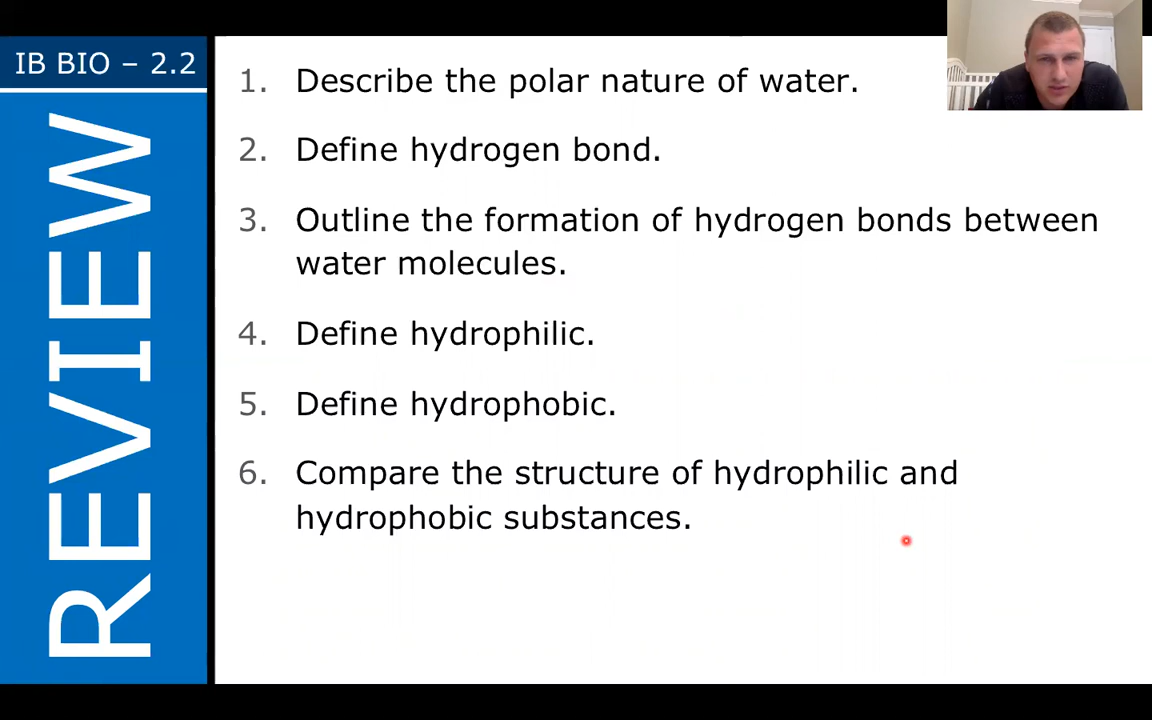 IB BIO – 2.2
REVIEW
1. Describe the polar nature of water.
2. Define hydrogen bond.
3. Outline the formation of hydrogen bonds between
water molecules.
4. Define hydrophilic.
5. Define hydrophobic.
6. Compare the structure of hydrophilic and
hydrophobic substances.